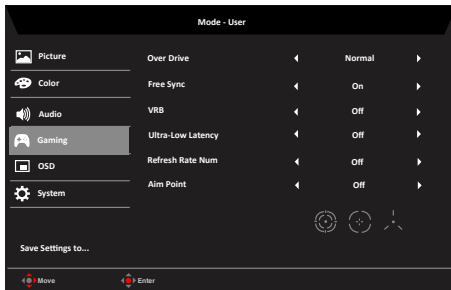 Mode - User
Picture
Color
Audio
Gaming
OSD
System
Save Settings to...
Over Drive Normal
Free Sync On
VRB Off
Ultra-Low Latency Off
Refresh Rate Num Off
Aim Point Off
Move Enter